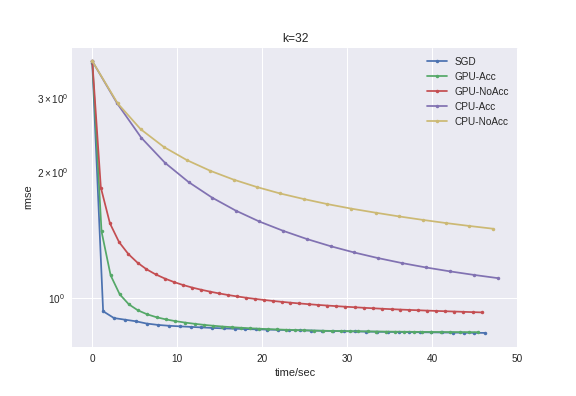 k=32
SGD
GPU-Acc
GPU-NoAcc
CPU-Acc
CPU-NoAcc
3×10⁰
2×10⁰
10⁰
rmse
0 10 20 30 40 50
time/sec